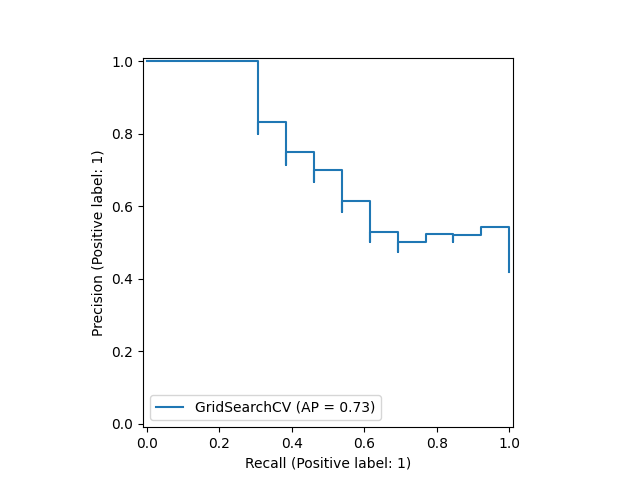 1.0
0.8
0.6
0.4
0.2
0.0
Precision (Positive label: 1)
GridSearchCV (AP = 0.73)
0.0 0.2 0.4 0.6 0.8 1.0
Recall (Positive label: 1)